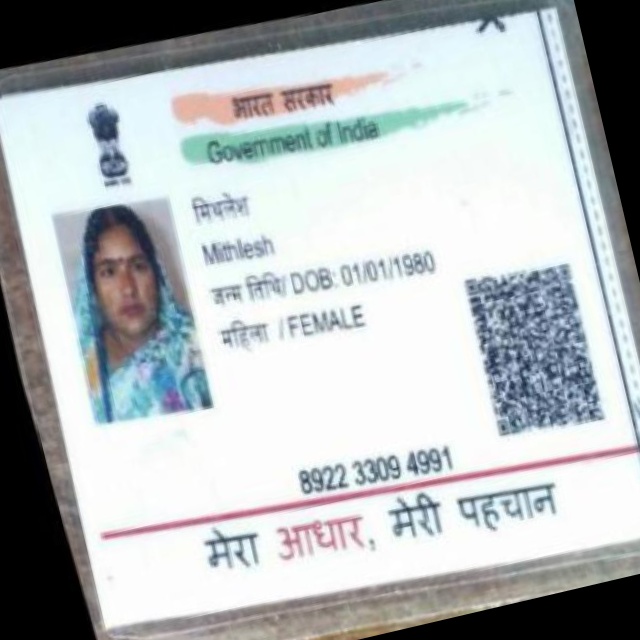 भारत सरकार
Government of India
मिथलेश
Mithlesh
जन्म तिथि/ DOB: 01/01/1980
महिला / FEMALE
8922 3309 4991
मेरा आधार, मेरी पहचान